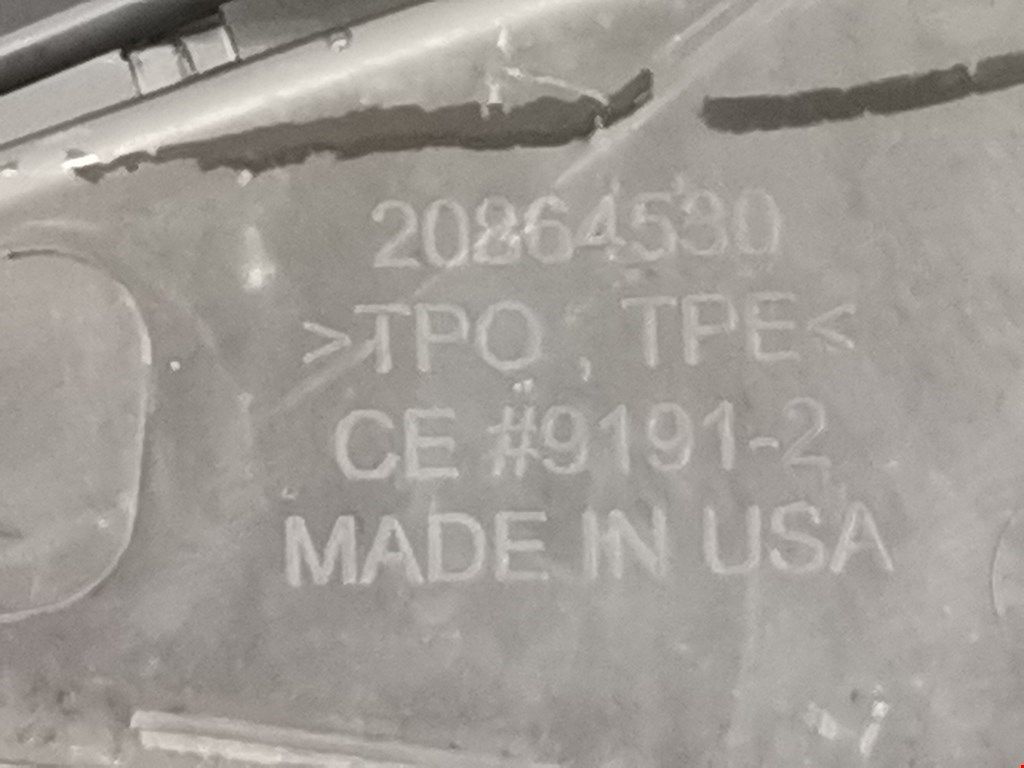 20864530
>TPO, TPE<
CE #9191-2
MADE IN USA